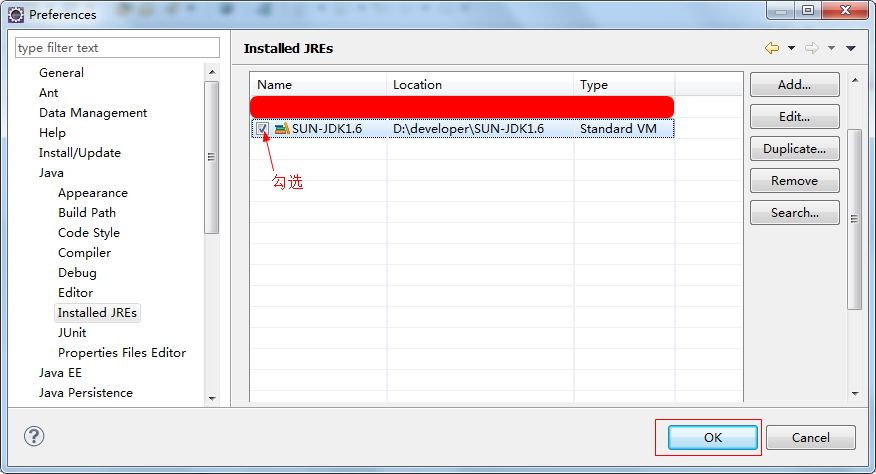 Preferences
type filter text
General
Ant
Data Management
Help
Install/Update
Java
Appearance
Build Path
Code Style
Compiler
Debug
Editor
Installed JREs
JUnit
Properties Files Editor
Java EE
Java Persistence
Installed JREs
Name Location Type
SUN-JDK1.6 D:\developer\SUN-JDK1.6 Standard VM
勾选
Add...
Edit...
Duplicate...
Remove
Search...
?
OK
Cancel